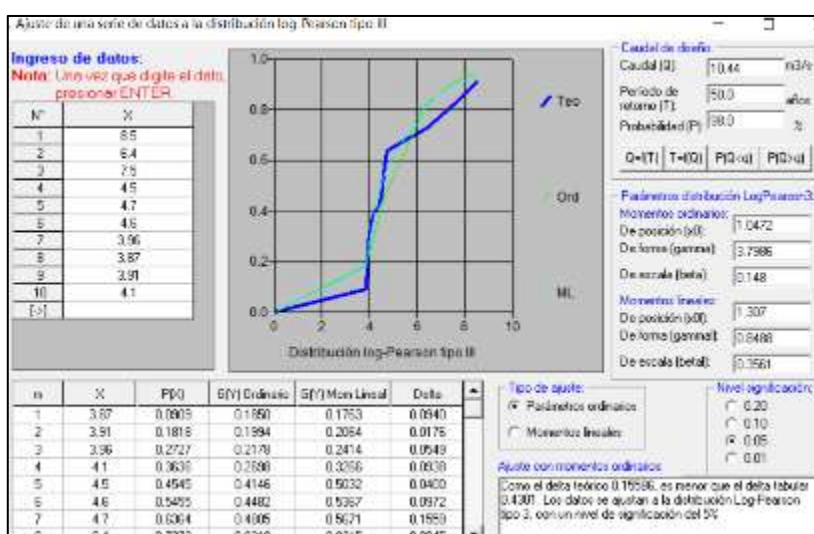 Ajuste de una serie de datos a la distribución log-Pearson tipo III
Ingreso de datos:
Nota: Una vez que digite el dato,
presionar ENTER
N° X
1 8.5
2 6.4
3 7.5
4 4.5
5 4.7
6 4.6
7 3.96
8 3.87
9 3.91
10 4.1
[->]
1.0
0.8
0.6
0.4
0.2
0.0
0 2 4 6 8 10
Distribución log-Pearson tipo III
Teo
Ord
ML
Caudal de diseño
Caudal (Q): 10.44 m3/s
Período de
retorno (T): 50.0 años
Probabilidad (P): 98.0 %
Q=f(T) T=f(Q) P(Q<q) P(Q>q)
Parámetros distribución LogPearson3:
Momentos ordinarios:
De posición (x0): 1.0472
De forma (gamma): 3.7986
De escala (beta): 0.148
Momentos lineales:
De posición (x0l): 1.307
De forma (gammal): 0.8488
De escala (betal): 0.3561
m X P(X) G(Y) Ordinario G(Y) Mom Lineal Delta
1 3.87 0.0909 0.1850 0.1763 0.0940
2 3.91 0.1818 0.1994 0.2064 0.0176
3 3.96 0.2727 0.2178 0.2414 0.0549
4 4.1 0.3636 0.2698 0.3266 0.0938
5 4.5 0.4545 0.4146 0.5032 0.0400
6 4.6 0.5455 0.4482 0.5367 0.0972
7 4.7 0.6364 0.4805 0.5671 0.1559
Tipo de ajuste:
Parámetros ordinarios
Momentos lineales
Nivel significación:
0.20
0.10
0.05
0.01
Ajuste con momentos ordinarios:
Como el delta teórico 0.15586, es menor que el delta tabular
0.4301. Los datos se ajustan a la distribución Log-Pearson
tipo 3, con un nivel de significación del 5%